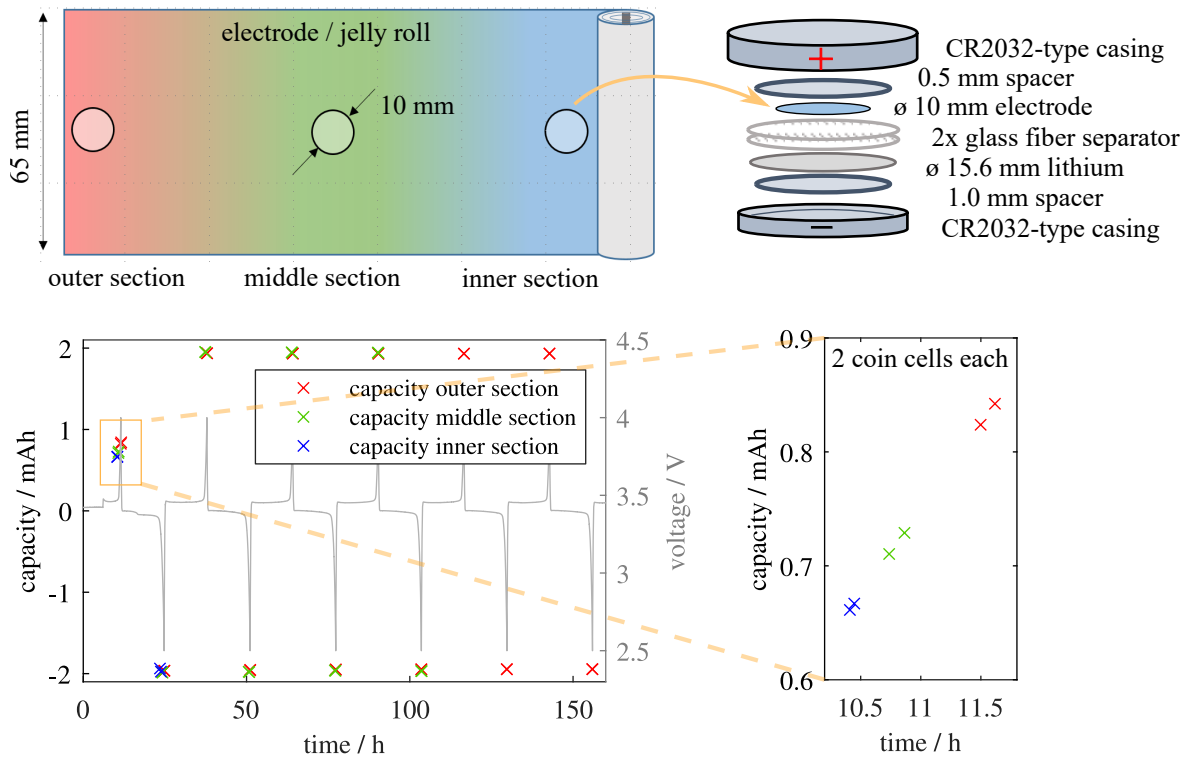 electrode / jelly roll
10 mm
65 mm
outer section
middle section
inner section
+
CR2032-type casing
0.5 mm spacer
ø 10 mm electrode
2x glass fiber separator
ø 15.6 mm lithium
1.0 mm spacer
−
CR2032-type casing
2
1
0
-1
-2
capacity / mAh
0
50
100
150
time / h
4.5
4
3.5
3
2.5
voltage / V
capacity outer section
capacity middle section
capacity inner section
2 coin cells each
0.9
0.8
0.7
0.6
capacity / mAh
10.5
11
11.5
time / h